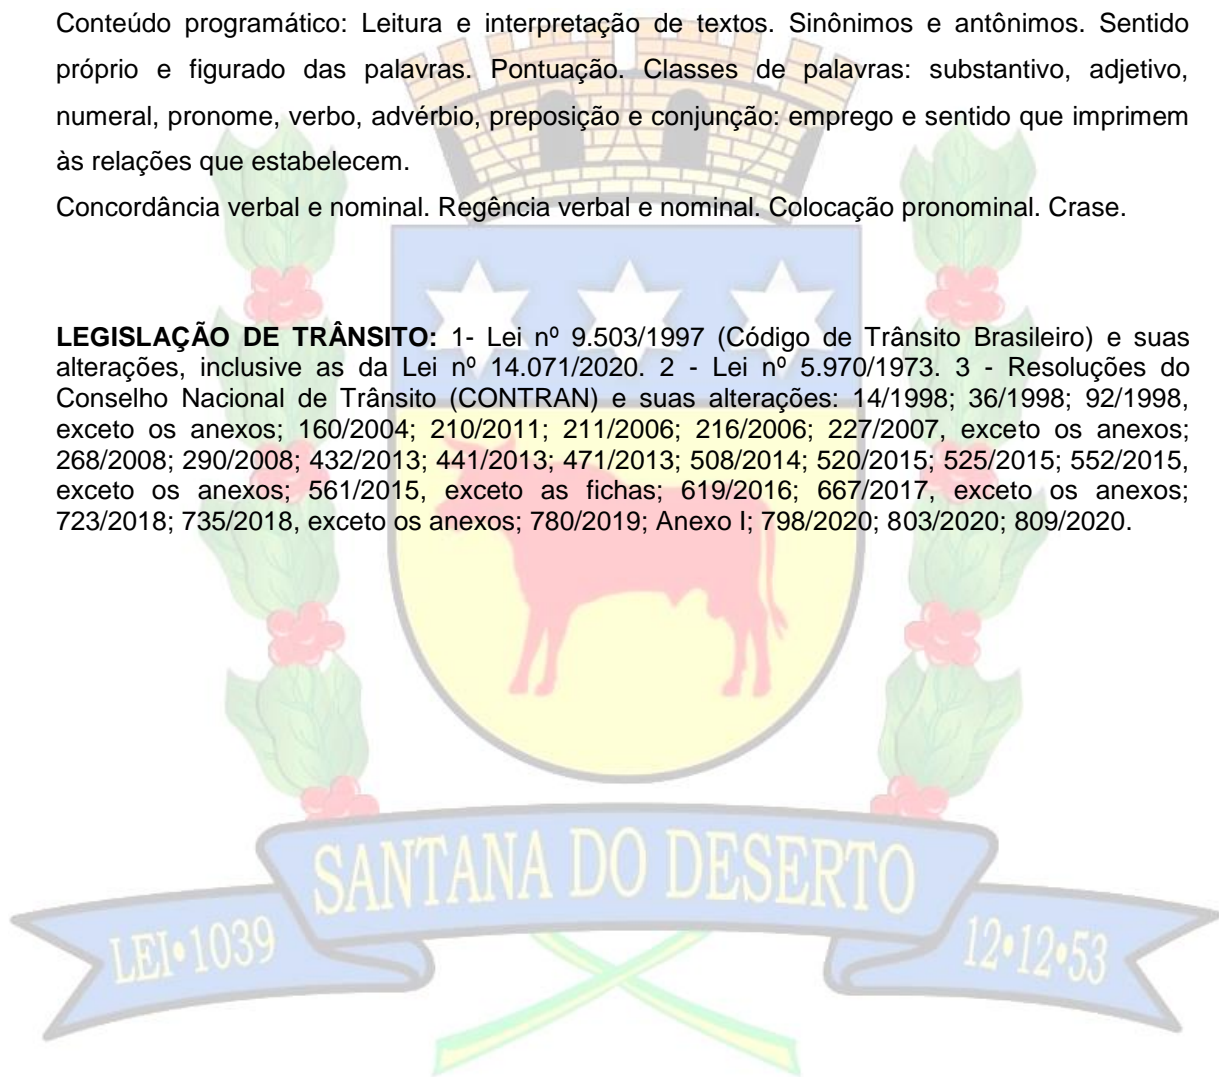 Conteúdo programático: Leitura e interpretação de textos. Sinônimos e antônimos. Sentido
próprio e figurado das palavras. Pontuação. Classes de palavras: substantivo, adjetivo,
numeral, pronome, verbo, advérbio, preposição e conjunção: emprego e sentido que imprimem
às relações que estabelecem.
Concordância verbal e nominal. Regência verbal e nominal. Colocação pronominal. Crase.
LEGISLAÇÃO DE TRÂNSITO: 1- Lei nº 9.503/1997 (Código de Trânsito Brasileiro) e suas
alterações, inclusive as da Lei nº 14.071/2020. 2 - Lei nº 5.970/1973. 3 - Resoluções do
Conselho Nacional de Trânsito (CONTRAN) e suas alterações: 14/1998; 36/1998; 92/1998,
exceto os anexos; 160/2004; 210/2011; 211/2006; 216/2006; 227/2007, exceto os anexos;
268/2008; 290/2008; 432/2013; 441/2013; 471/2013; 508/2014; 520/2015; 525/2015; 552/2015,
exceto os anexos; 561/2015, exceto as fichas; 619/2016; 667/2017, exceto os anexos;
723/2018; 735/2018, exceto os anexos; 780/2019; Anexo I; 798/2020; 803/2020; 809/2020.
SANTANA DO DESERTO
LEI•1039
12•12•53